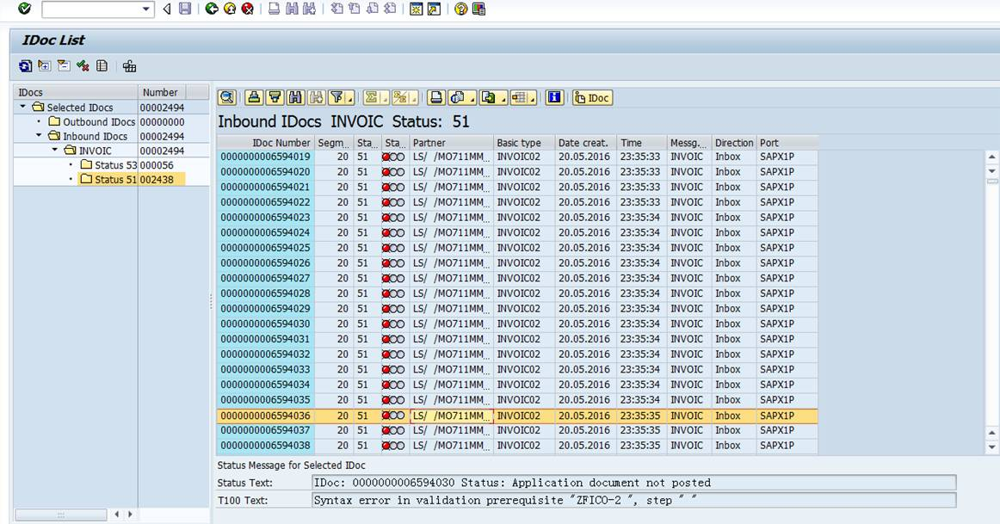 IDoc List
IDocs Number
Selected IDocs 00002494
Outbound IDocs 00000000
Inbound IDocs 00002494
INVOIC 00002494
Status 53 000056
Status 51 002438
IDoc
Inbound IDocs INVOIC Status: 51
IDoc Number Segm... Sta... Sta... Partner Basic type Date creat. Time Messg.... Direction Port
0000000006594019 20 51 LS/ /MO711MM... INVOIC02 20.05.2016 23:35:33 INVOIC Inbox SAPX1P
0000000006594020 20 51 LS/ /MO711MM... INVOIC02 20.05.2016 23:35:33 INVOIC Inbox SAPX1P
0000000006594021 20 51 LS/ /MO711MM... INVOIC02 20.05.2016 23:35:33 INVOIC Inbox SAPX1P
0000000006594022 20 51 LS/ /MO711MM... INVOIC02 20.05.2016 23:35:33 INVOIC Inbox SAPX1P
0000000006594023 20 51 LS/ /MO711MM... INVOIC02 20.05.2016 23:35:34 INVOIC Inbox SAPX1P
0000000006594024 20 51 LS/ /MO711MM... INVOIC02 20.05.2016 23:35:34 INVOIC Inbox SAPX1P
0000000006594025 20 51 LS/ /MO711MM... INVOIC02 20.05.2016 23:35:34 INVOIC Inbox SAPX1P
0000000006594026 20 51 LS/ /MO711MM... INVOIC02 20.05.2016 23:35:34 INVOIC Inbox SAPX1P
0000000006594027 20 51 LS/ /MO711MM... INVOIC02 20.05.2016 23:35:34 INVOIC Inbox SAPX1P
0000000006594028 20 51 LS/ /MO711MM... INVOIC02 20.05.2016 23:35:34 INVOIC Inbox SAPX1P
0000000006594029 20 51 LS/ /MO711MM... INVOIC02 20.05.2016 23:35:34 INVOIC Inbox SAPX1P
0000000006594030 20 51 LS/ /MO711MM... INVOIC02 20.05.2016 23:35:34 INVOIC Inbox SAPX1P
0000000006594031 20 51 LS/ /MO711MM... INVOIC02 20.05.2016 23:35:34 INVOIC Inbox SAPX1P
0000000006594032 20 51 LS/ /MO711MM... INVOIC02 20.05.2016 23:35:34 INVOIC Inbox SAPX1P
0000000006594033 20 51 LS/ /MO711MM... INVOIC02 20.05.2016 23:35:34 INVOIC Inbox SAPX1P
0000000006594034 20 51 LS/ /MO711MM... INVOIC02 20.05.2016 23:35:34 INVOIC Inbox SAPX1P
0000000006594035 20 51 LS/ /MO711MM... INVOIC02 20.05.2016 23:35:34 INVOIC Inbox SAPX1P
0000000006594036 20 51 LS/ /MO711MM... INVOIC02 20.05.2016 23:35:35 INVOIC Inbox SAPX1P
0000000006594037 20 51 LS/ /MO711MM... INVOIC02 20.05.2016 23:35:35 INVOIC Inbox SAPX1P
0000000006594038 20 51 LS/ /MO711MM... INVOIC02 20.05.2016 23:35:35 INVOIC Inbox SAPX1P
Status Message for Selected IDoc
Status Text: IDoc: 0000000006594030 Status: Application document not posted
T100 Text: Syntax error in validation prerequisite "ZFICO-2 ", step " "